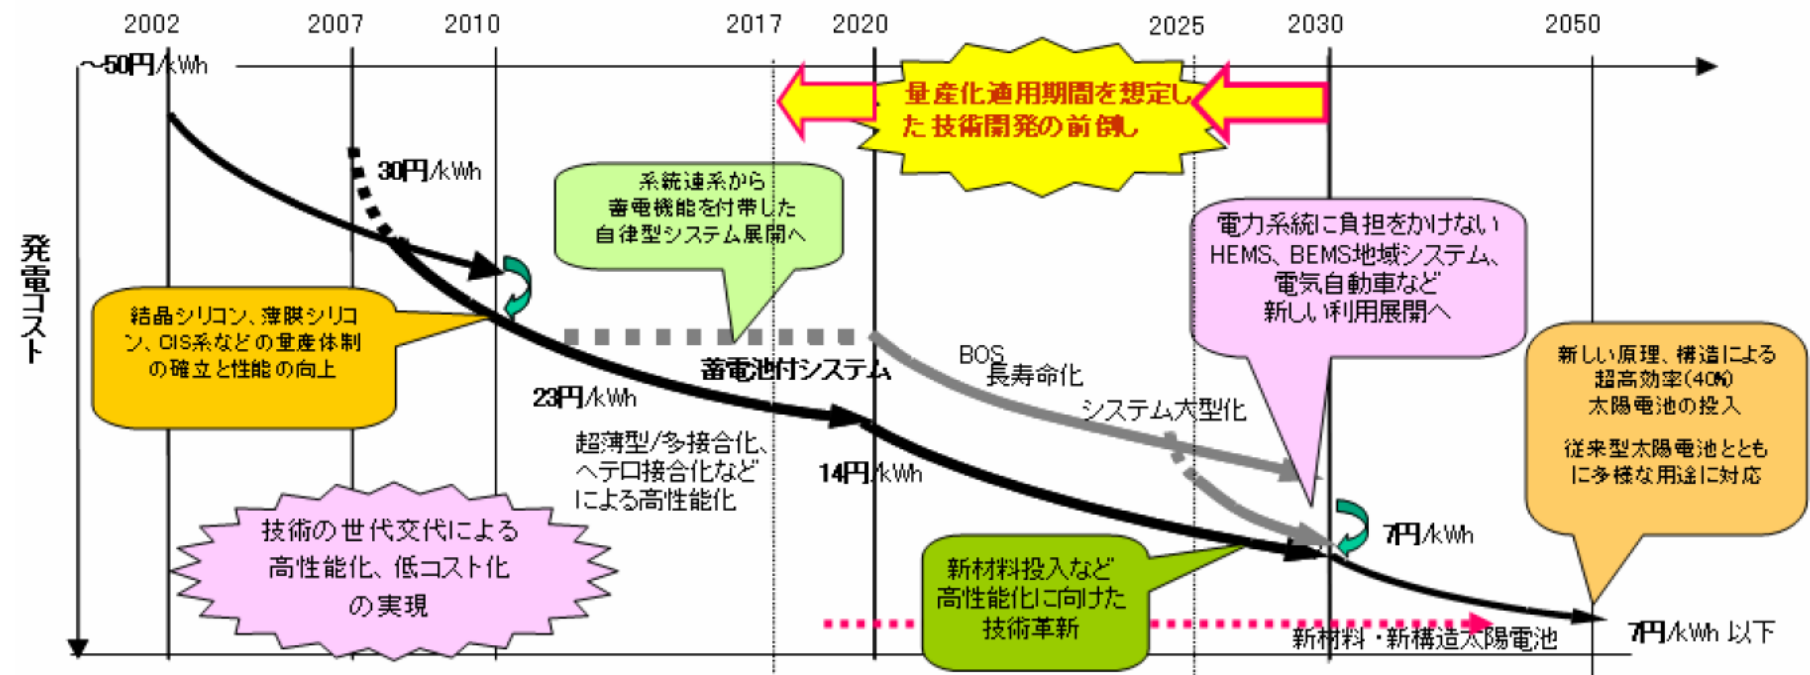 2002
2007
2010
2017
2020
2025
2030
2050
～50円/kWh
量産化適用期間を想定し
た技術開発の前倒し
30円/kWh
系統連系から
蓄電機能を付帯した
自律型システム展開へ
電力系統に負担をかけない
HEMS、BEMS地域システム、
電気自動車など
新しい利用展開へ
発電コスト
結晶シリコン、薄膜シリコ
ン、CIS系などの量産体制
の確立と性能の向上
蓄電池付システム
BOS
長寿命化
システム大型化
新しい原理、構造による
超高効率(40%)
太陽電池の投入
従来型太陽電池ととも
に多様な用途に対応
23円/kWh
超薄型/多接合化、
ヘテロ接合化など
による高性能化
14円/kWh
技術の世代交代による
高性能化、低コスト化
の実現
7円/kWh
新材料投入など
高性能化に向けた
技術革新
新材料・新構造太陽電池
7円/kWh 以下